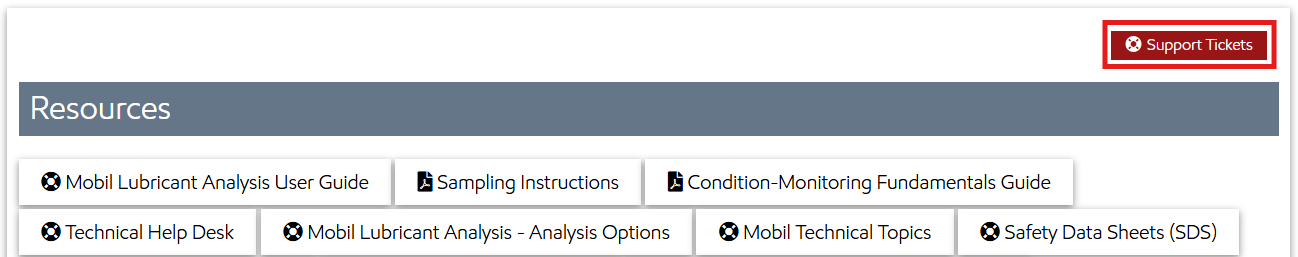 Support Tickets
Resources
Mobil Lubricant Analysis User Guide
Sampling Instructions
Condition-Monitoring Fundamentals Guide
Technical Help Desk
Mobil Lubricant Analysis - Analysis Options
Mobil Technical Topics
Safety Data Sheets (SDS)